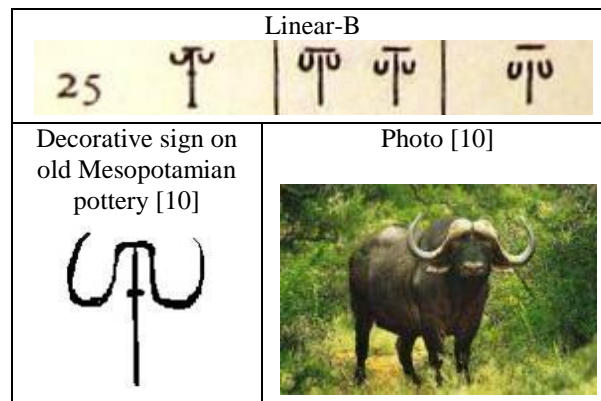 Linear-B
25
Decorative sign on
old Mesopotamian
pottery [10]
Photo [10]